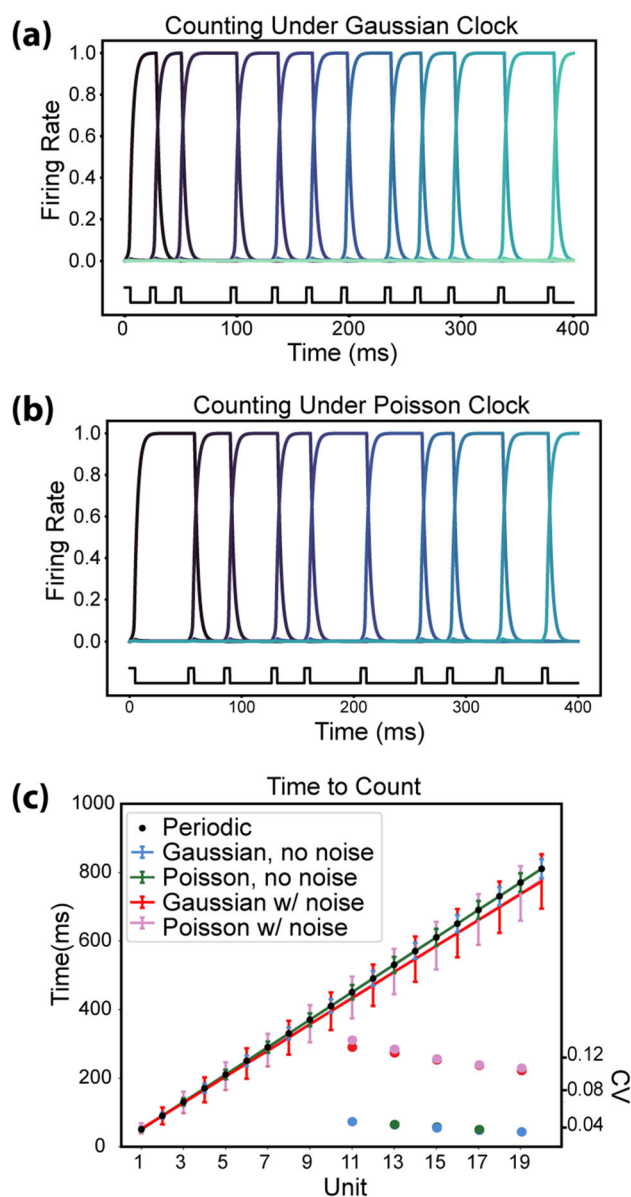 (a)
Counting Under Gaussian Clock
Firing Rate
1.0
0.8
0.6
0.4
0.2
0.0
0 100 200 300 400
Time (ms)
(b)
Counting Under Poisson Clock
Firing Rate
1.0
0.8
0.6
0.4
0.2
0.0
0 100 200 300 400
Time (ms)
(c)
Time to Count
Time(ms)
1000
800
600
400
200
0
Periodic
Gaussian, no noise
Poisson, no noise
Gaussian w/ noise
Poisson w/ noise
0.12
0.08
0.04
CV
1 3 5 7 9 11 13 15 17 19
Unit